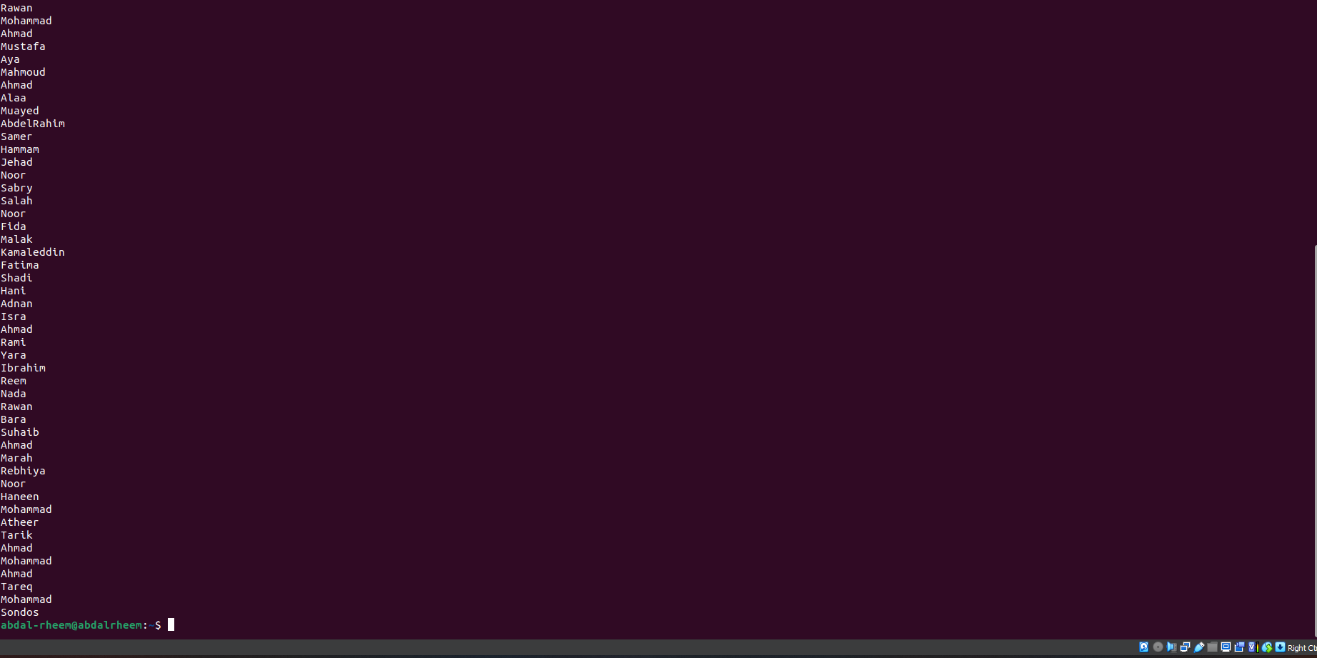 Rawan
Mohammad
Ahmad
Mustafa
Aya
Mahmoud
Ahmad
Alaa
Muayed
AbdelRahim
Samer
Hammam
Jehad
Noor
Sabry
Salah
Noor
Fida
Malak
Kamaleddin
Fatima
Shadi
Hani
Adnan
Isra
Ahmad
Rami
Yara
Ibrahim
Reem
Nada
Rawan
Bara
Suhaib
Ahmad
Marah
Rebhiya
Noor
Haneen
Mohammad
Atheer
Tarik
Ahmad
Mohammad
Ahmad
Tareq
Mohammad
Sondos
abdal-rheem@abdalrheem:~$
Right Ctr